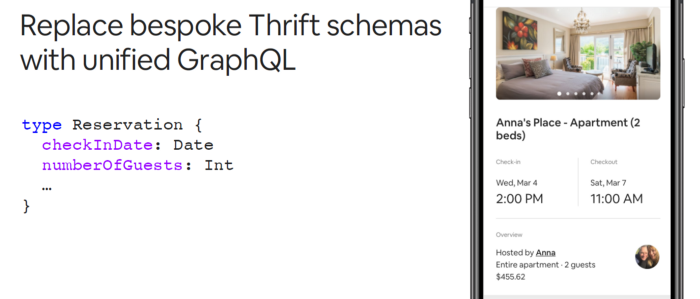 Replace bespoke Thrift schemas
with unified GraphQL
type Reservation {
checkInDate: Date
numberOfGuests: Int
…
}
Anna's Place - Apartment (2
beds)
Check-in
Checkout
Wed, Mar 4
Sat, Mar 7
2:00 PM
11:00 AM
Overview
Hosted by Anna
Entire apartment · 2 guests
$455.62